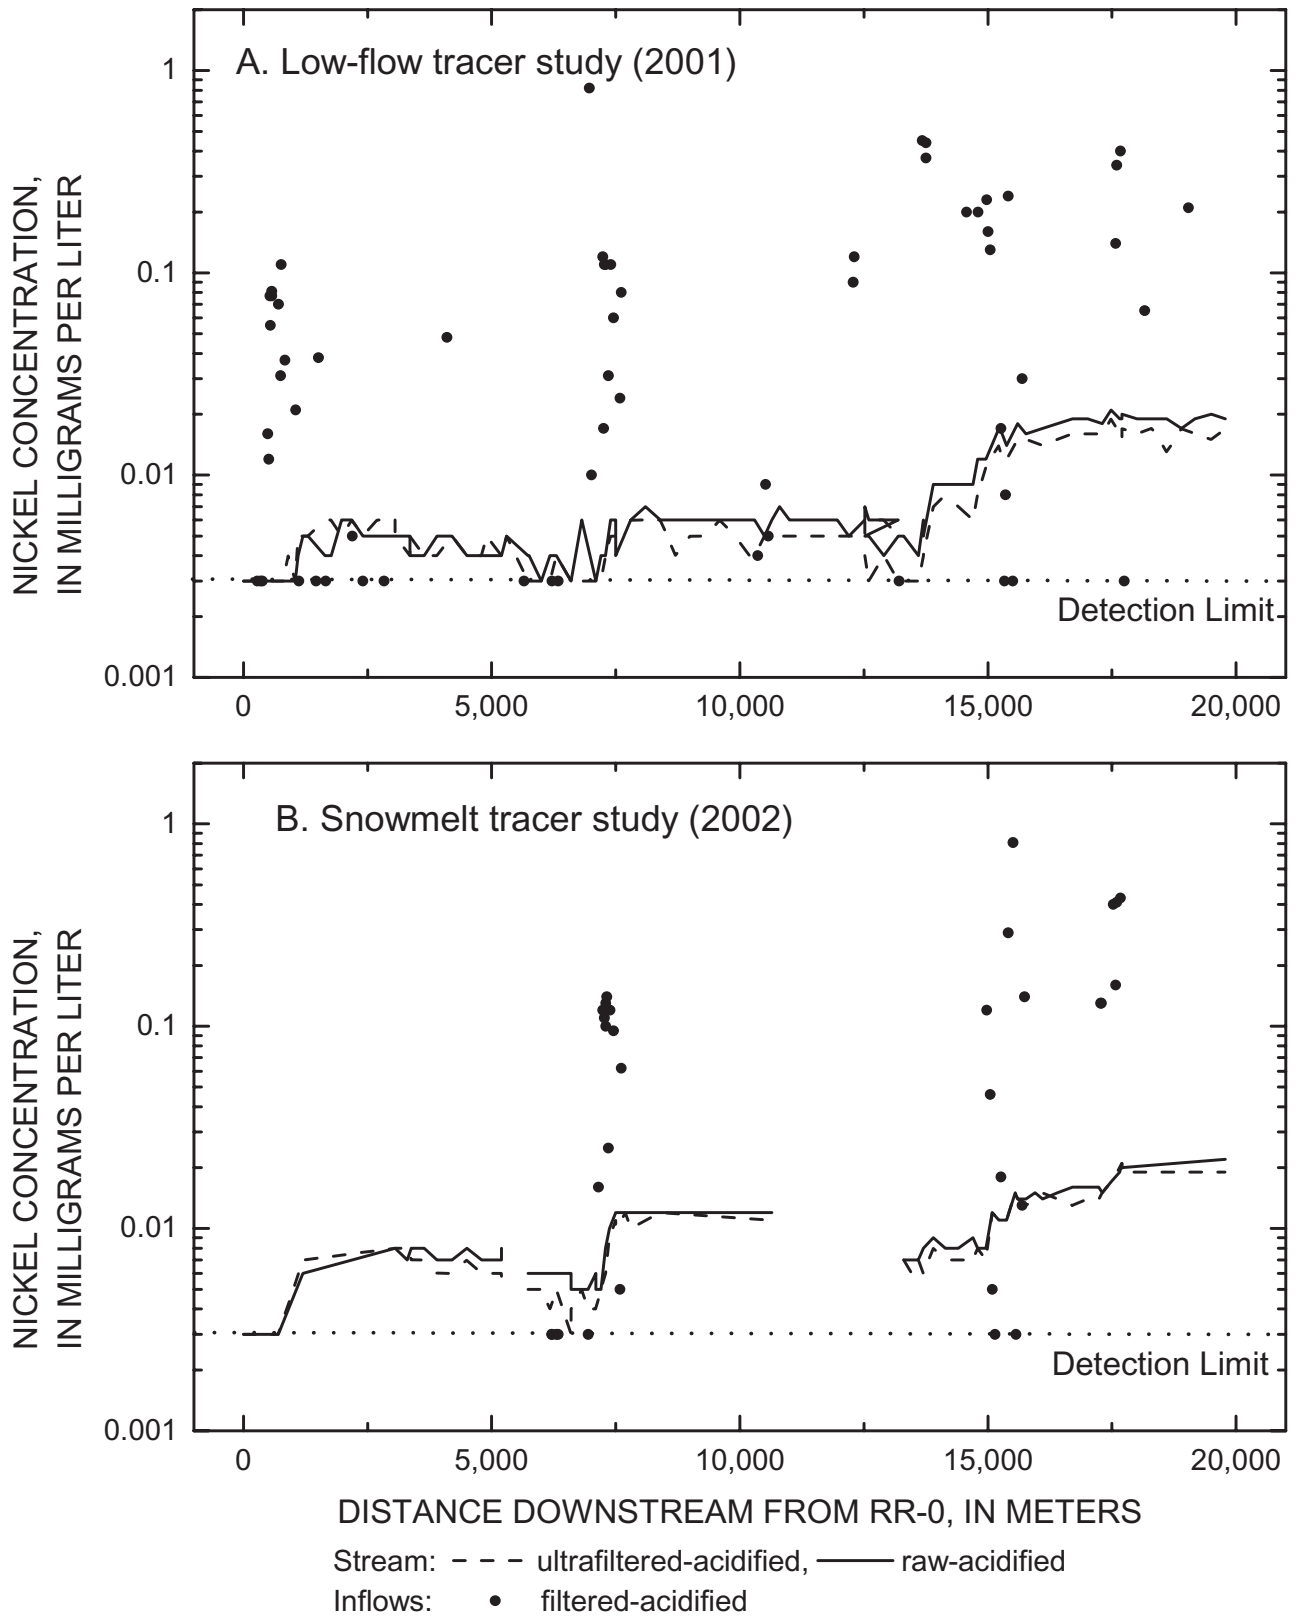 A. Low-flow tracer study (2001)
NICKEL CONCENTRATION,
IN MILLIGRAMS PER LITER
1
0.1
0.01
0.001
Detection Limit
0 5,000 10,000 15,000 20,000
B. Snowmelt tracer study (2002)
NICKEL CONCENTRATION,
IN MILLIGRAMS PER LITER
1
0.1
0.01
0.001
Detection Limit
0 5,000 10,000 15,000 20,000
DISTANCE DOWNSTREAM FROM RR-0, IN METERS
Stream: ultrafiltered-acidified, raw-acidified
Inflows: filtered-acidified